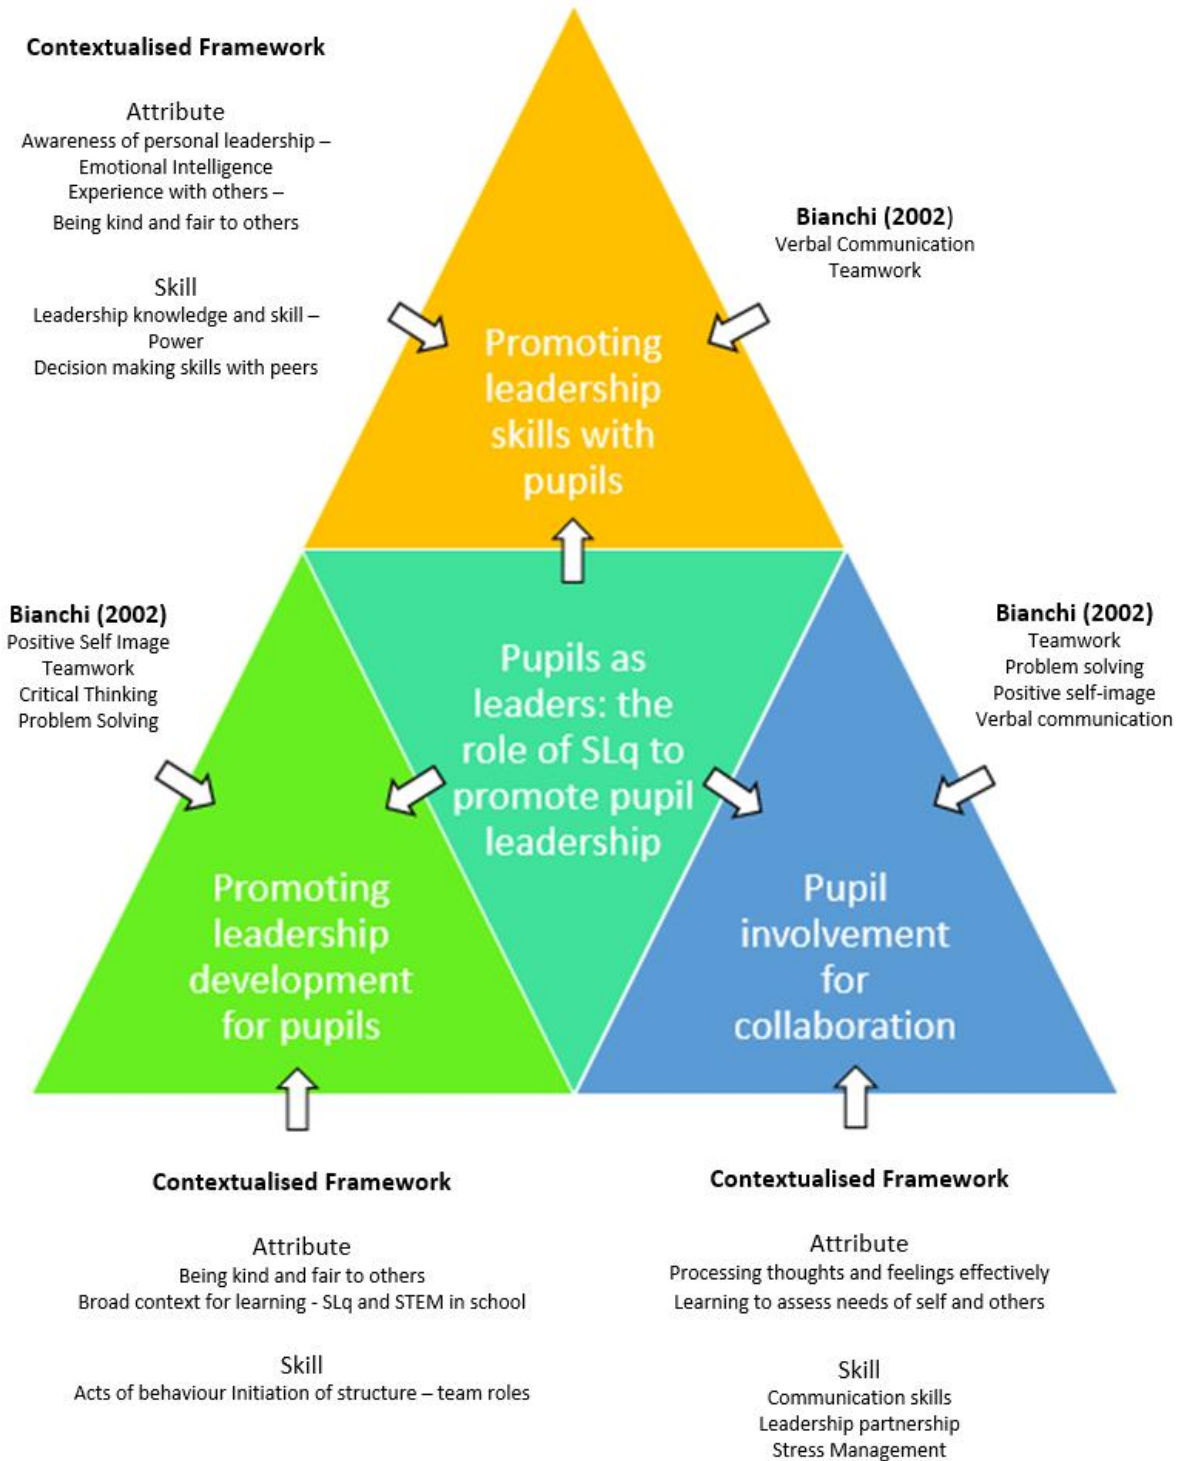 Contextualised Framework
Attribute
Awareness of personal leadership –
Emotional Intelligence
Experience with others –
Being kind and fair to others
Skill
Leadership knowledge and skill –
Power
Decision making skills with peers
Bianchi (2002)
Verbal Communication
Teamwork
Promoting
leadership
skills with
pupils
Bianchi (2002)
Positive Self Image
Teamwork
Critical Thinking
Problem Solving
Pupils as
leaders: the
role of SLq to
promote pupil
leadership
Bianchi (2002)
Teamwork
Problem solving
Positive self-image
Verbal communication
Promoting
leadership
development
for pupils
Pupil
involvement
for
collaboration
Contextualised Framework
Attribute
Being kind and fair to others
Broad context for learning - SLq and STEM in school
Skill
Acts of behaviour Initiation of structure – team roles
Contextualised Framework
Attribute
Processing thoughts and feelings effectively
Learning to assess needs of self and others
Skill
Communication skills
Leadership partnership
Stress Management